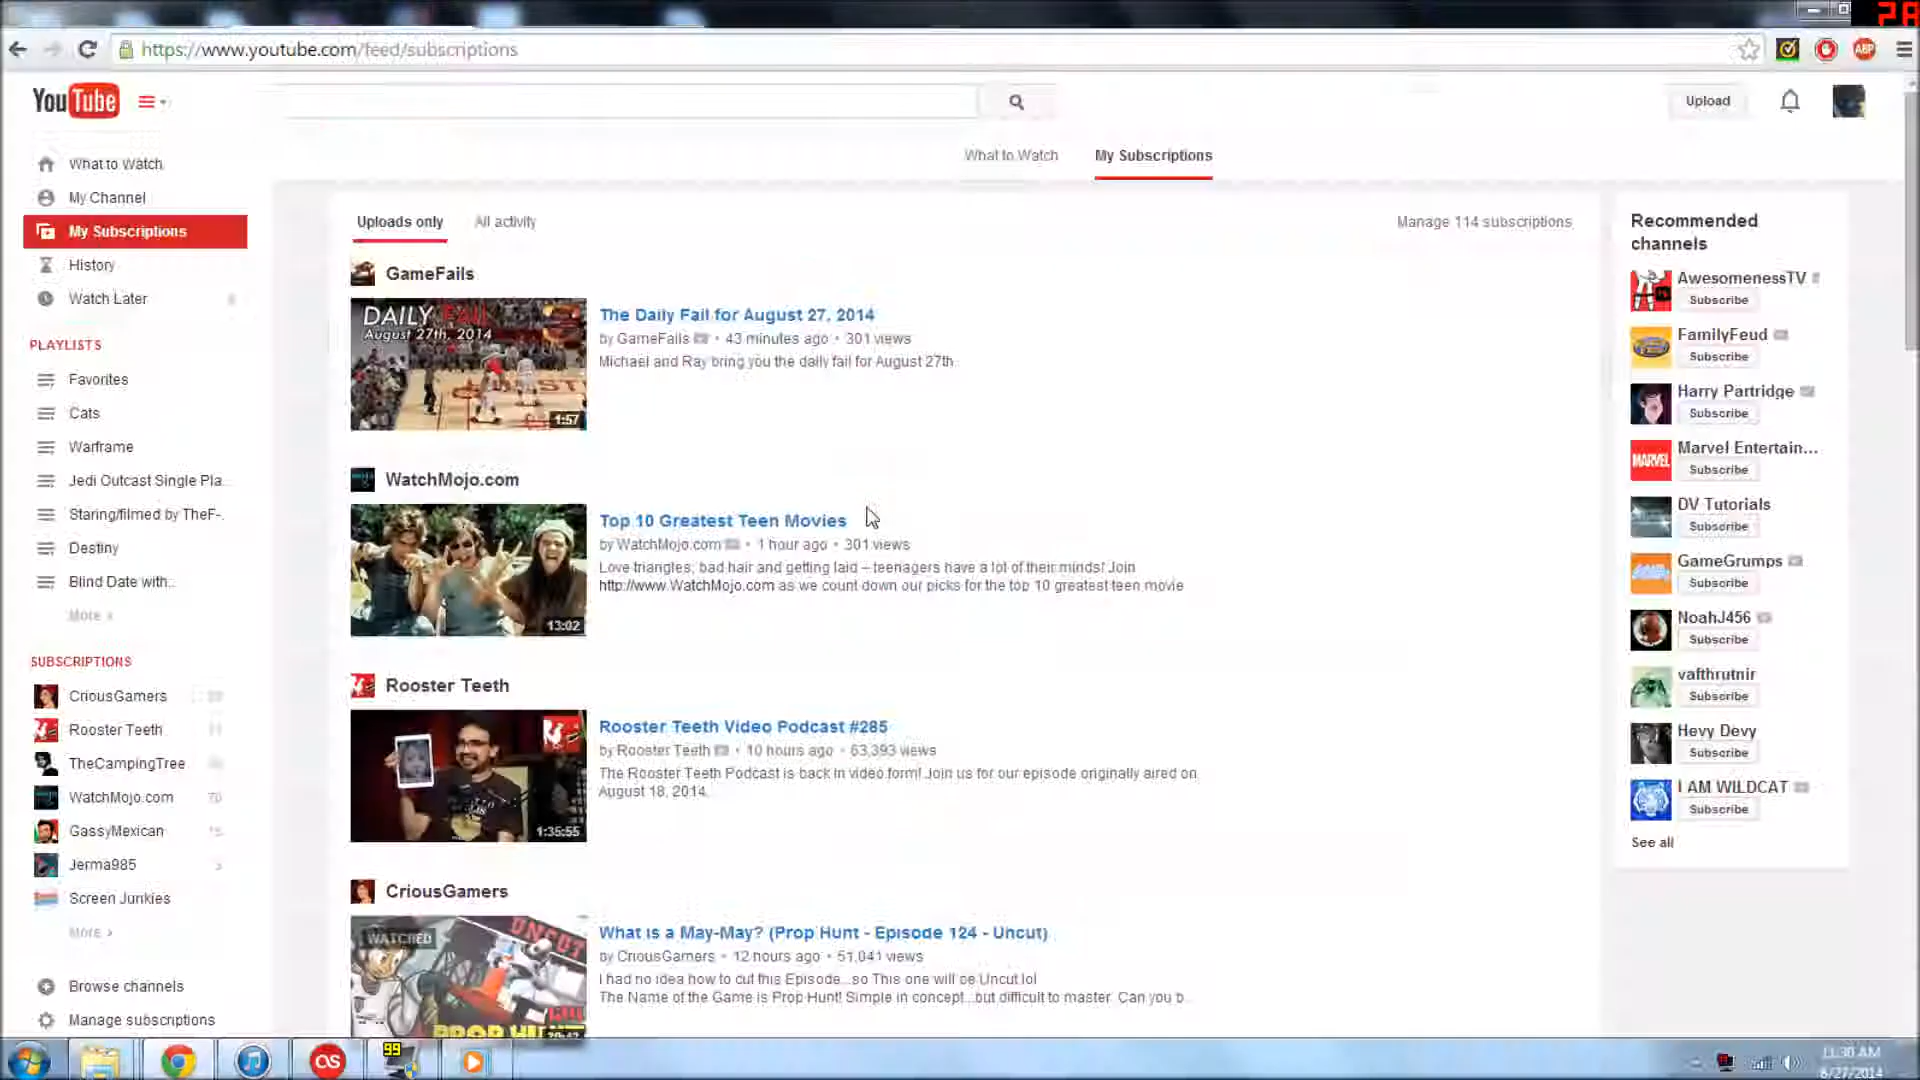 28
https://www.youtube.com/feed/subscriptions
ABP
YouTube
Upload
What to Watch
My Subscriptions
What to Watch
My Channel
My Subscriptions
History
Watch Later
PLAYLISTS
Favorites
Cats
Warframe
Jedi Outcast Single Pla...
Staring/filmed by TheF...
Destiny
Blind Date with...
More
SUBSCRIPTIONS
CriousGamers
Rooster Teeth
TheCampingTree
WatchMojo.com 70
GassyMexican 15
Jerma985
Screen Junkies
More
Browse channels
Manage subscriptions
Uploads only
All activity
Manage 114 subscriptions
GameFails
DAILY FAIL
August 27th, 2014
1:57
The Daily Fail for August 27, 2014
by GameFails • 43 minutes ago • 301 views
Michael and Ray bring you the daily fail for August 27th
WatchMojo.com
13:02
Top 10 Greatest Teen Movies
by WatchMojo.com • 1 hour ago • 301 views
Love triangles, bad hair and getting laid – teenagers have a lot of their minds! Join
http://www.WatchMojo.com as we count down our picks for the top 10 greatest teen movie
Rooster Teeth
1:35:55
Rooster Teeth Video Podcast #285
by Rooster Teeth • 10 hours ago • 63,393 views
The Rooster Teeth Podcast is back in video form! Join us for our episode originally aired on
August 18, 2014.
CriousGamers
WATCHED
UNCUT
PROP HUNT
What is a May-May? (Prop Hunt - Episode 124 - Uncut)
by CriousGamers • 12 hours ago • 51,041 views
I had no idea how to cut this Episode...so This one will be Uncut lol
The Name of the Game is Prop Hunt! Simple in concept...but difficult to master. Can you b...
Recommended
channels
AwesomenessTV
Subscribe
FamilyFeud
Subscribe
Harry Partridge
Subscribe
MARVEL
Marvel Entertain...
Subscribe
DV Tutorials
Subscribe
GameGrumps
Subscribe
NoahJ456
Subscribe
vafthrutnir
Subscribe
Hevy Devy
Subscribe
I AM WILDCAT
Subscribe
See all
99
11:30 AM
8/27/2014